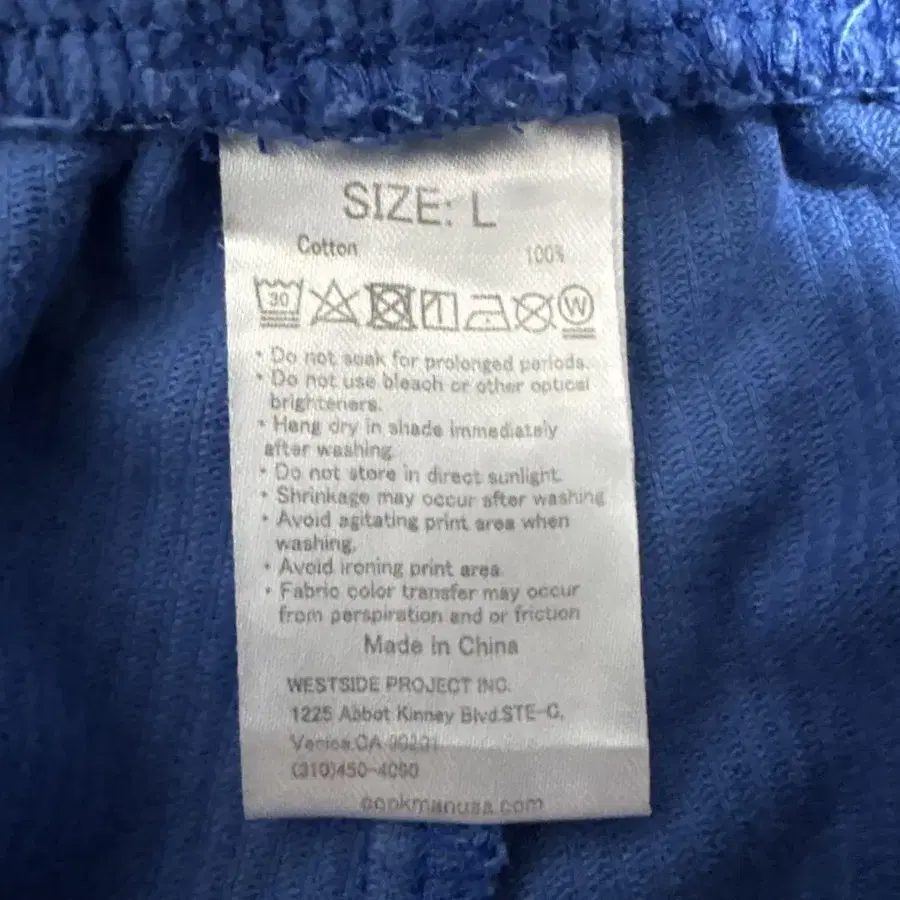 SIZE: L
Cotton 100%
30 W
• Do not soak for prolonged periods.
• Do not use bleach or other optical
brighteners.
• Hang dry in shade immediately
after washing
• Do not store in direct sunlight.
• Shrinkage may occur after washing
• Avoid agitating print area when
washing.
• Avoid ironing print area
• Fabric color transfer may occur
from perspiration and or friction
Made in China
WESTSIDE PROJECT INC.
1225 Abbot Kinney Blvd.STE-C,
Venice,CA
(310)450-4090
cookmanusa.com